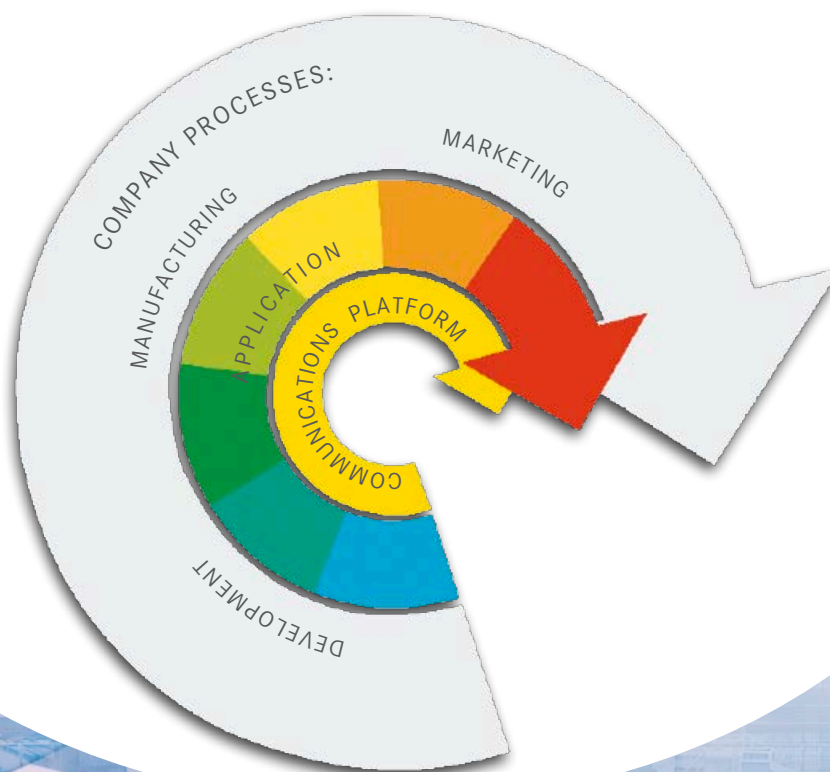 COMPANY PROCESSES:
MARKETING
MANUFACTURING
APPLICATION
COMMUNICATIONS PLATFORM
DEVELOPMENT